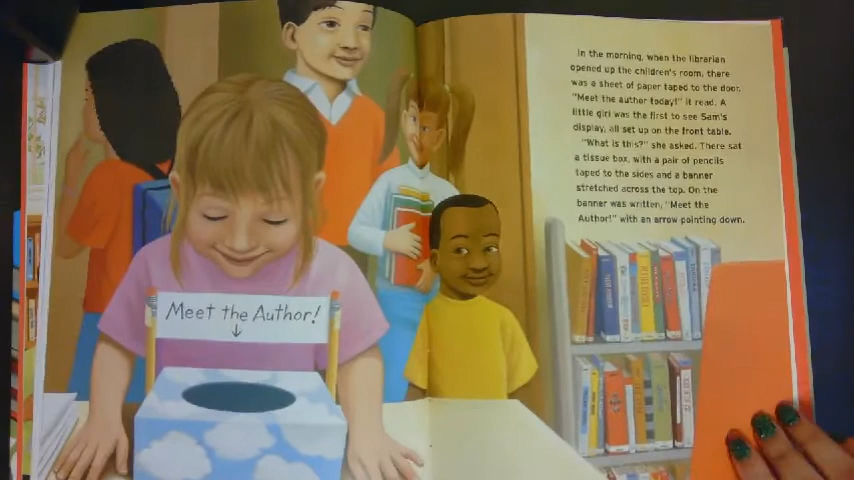 Meet the Author!
In the morning, when the librarian
opened up the children's room, there
was a sheet of paper taped to the door.
"Meet the author today!" it read. A
little girl was the first to see Sam's
display, all set up on the front table.
"What is this?" she asked. There sat
a tissue box, with a pair of pencils
taped to the sides and a banner
stretched across the top. On the
banner was written, "Meet the
Author!" with an arrow pointing down.